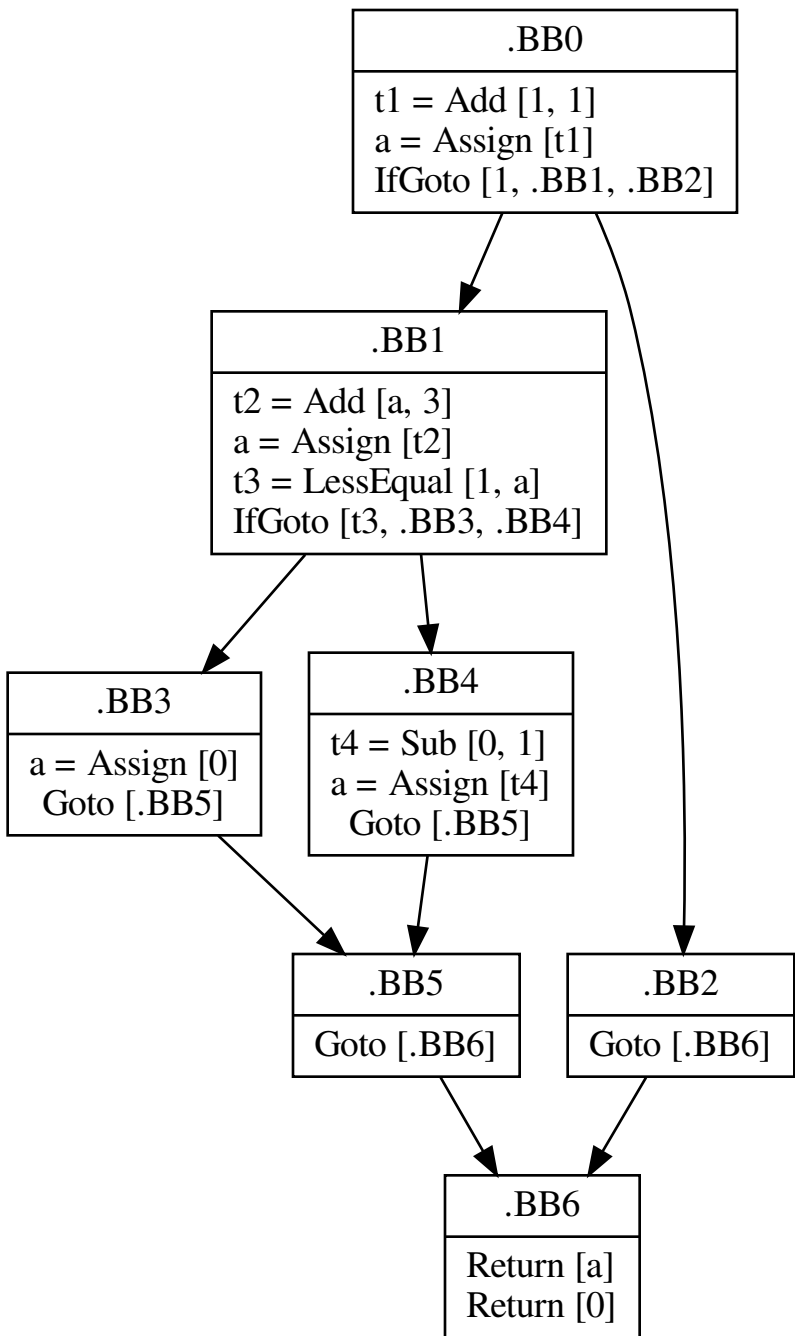 .BB0
t1 = Add [1, 1]
a = Assign [t1]
IfGoto [1, .BB1, .BB2]
.BB1
t2 = Add [a, 3]
a = Assign [t2]
t3 = LessEqual [1, a]
IfGoto [t3, .BB3, .BB4]
.BB3
a = Assign [0]
Goto [.BB5]
.BB4
t4 = Sub [0, 1]
a = Assign [t4]
Goto [.BB5]
.BB5
Goto [.BB6]
.BB2
Goto [.BB6]
.BB6
Return [a]
Return [0]